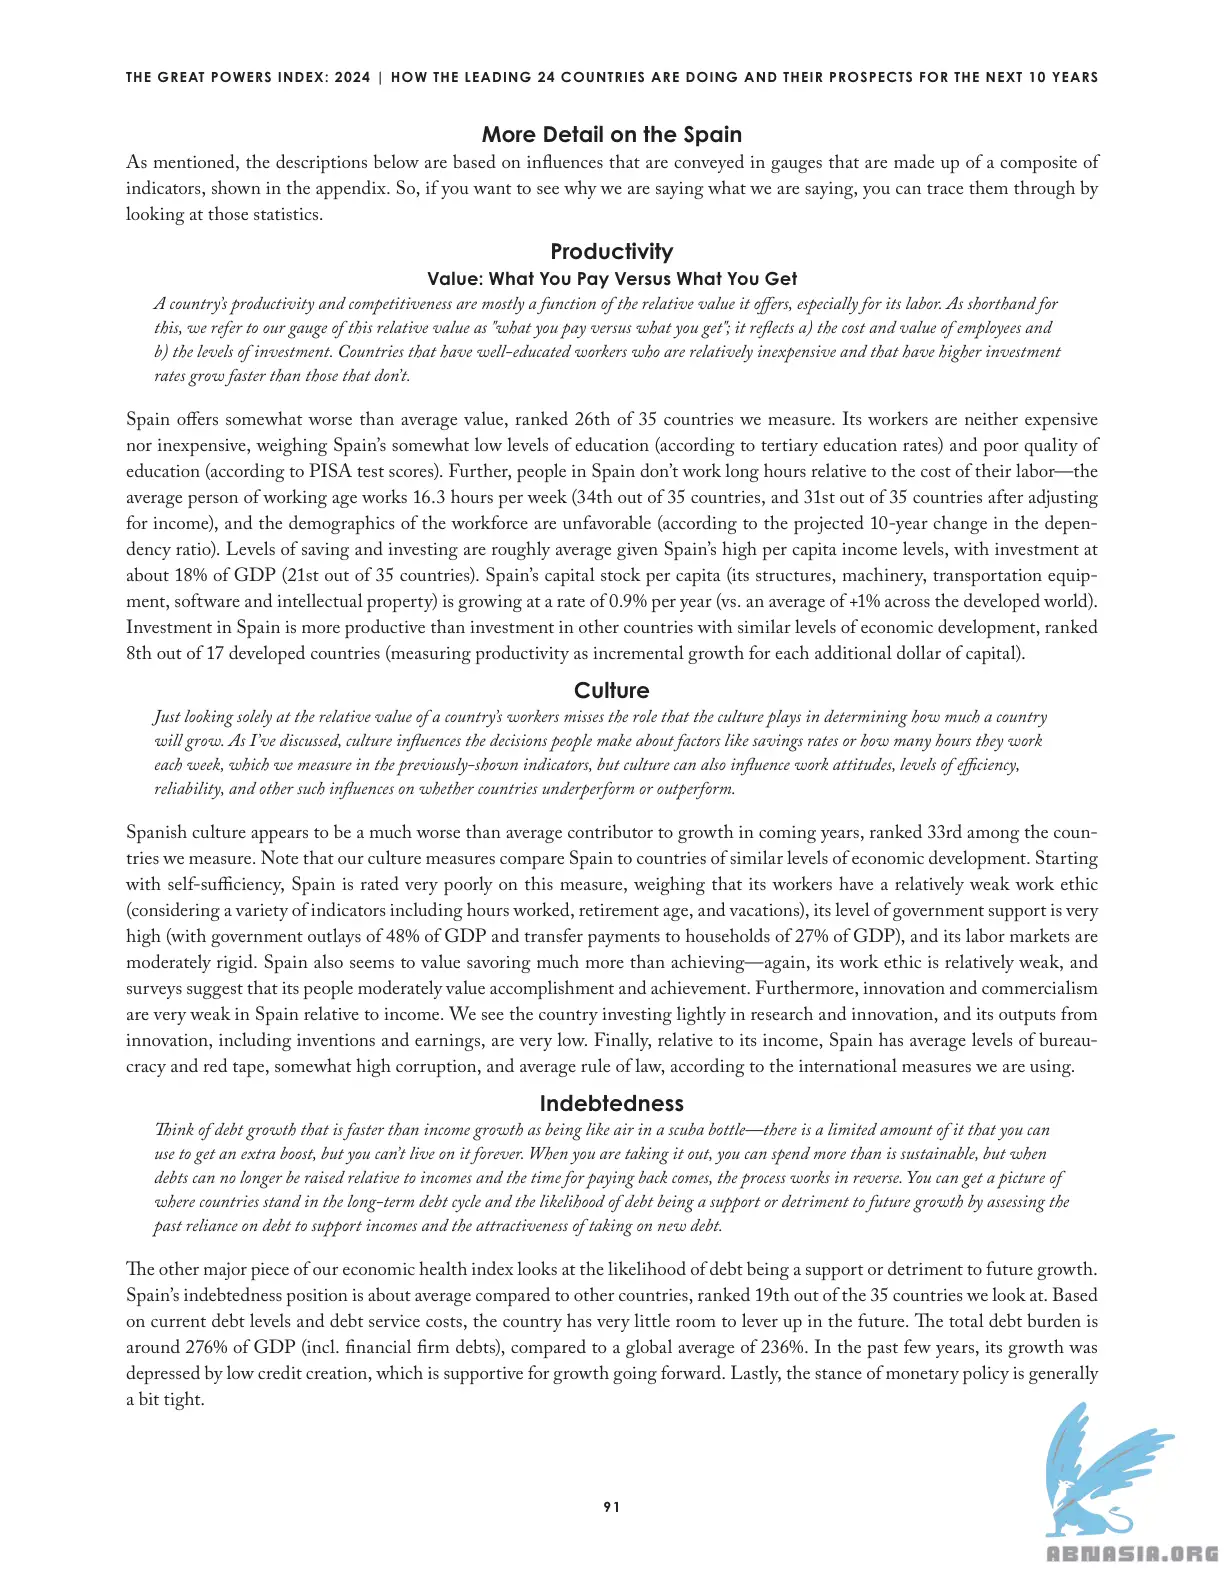 THE GREAT POWERS INDEX: 2024 | HOW THE LEADING 24 COUNTRIES ARE DOING AND THEIR PROSPECTS FOR THE NEXT 10 YEARS
More Detail on the Spain
As mentioned, the descriptions below are based on influences that are conveyed in gauges that are made up of a composite of
indicators, shown in the appendix. So, if you want to see why we are saying what we are saying, you can trace them through by
looking at those statistics.
Productivity
Value: What You Pay Versus What You Get
A country's productivity and competitiveness are mostly a function of the relative value it offers, especially for its labor. As shorthand for
this, we refer to our gauge of this relative value as "what you pay versus what you get"; it reflects a) the cost and value of employees and
b) the levels of investment. Countries that have well-educated workers who are relatively inexpensive and that have higher investment
rates grow faster than those that don't.
Spain offers somewhat worse than average value, ranked 26th of 35 countries we measure. Its workers are neither expensive
nor inexpensive, weighing Spain's somewhat low levels of education (according to tertiary education rates) and poor quality of
education (according to PISA test scores). Further, people in Spain don't work long hours relative to the cost of their labor—the
average person of working age works 16.3 hours per week (34th out of 35 countries, and 31st out of 35 countries after adjusting
for income), and the demographics of the workforce are unfavorable (according to the projected 10-year change in the depen-
dency ratio). Levels of saving and investing are roughly average given Spain's high per capita income levels, with investment at
about 18% of GDP (21st out of 35 countries). Spain's capital stock per capita (its structures, machinery, transportation equip-
ment, software and intellectual property) is growing at a rate of 0.9% per year (vs. an average of +1% across the developed world).
Investment in Spain is more productive than investment in other countries with similar levels of economic development, ranked
8th out of 17 developed countries (measuring productivity as incremental growth for each additional dollar of capital).
Culture
Just looking solely at the relative value of a country's workers misses the role that the culture plays in determining how much a country
will grow. As I've discussed, culture influences the decisions people make about factors like savings rates or how many hours they work
each week, which we measure in the previously-shown indicators, but culture can also influence work attitudes, levels of efficiency,
reliability, and other such influences on whether countries underperform or outperform.
Spanish culture appears to be a much worse than average contributor to growth in coming years, ranked 33rd among the coun-
tries we measure. Note that our culture measures compare Spain to countries of similar levels of economic development. Starting
with self-sufficiency, Spain is rated very poorly on this measure, weighing that its workers have a relatively weak work ethic
(considering a variety of indicators including hours worked, retirement age, and vacations), its level of government support is very
high (with government outlays of 48% of GDP and transfer payments to households of 27% of GDP), and its labor markets are
moderately rigid. Spain also seems to value savoring much more than achieving—again, its work ethic is relatively weak, and
surveys suggest that its people moderately value accomplishment and achievement. Furthermore, innovation and commercialism
are very weak in Spain relative to income. We see the country investing lightly in research and innovation, and its outputs from
innovation, including inventions and earnings, are very low. Finally, relative to its income, Spain has average levels of bureau-
cracy and red tape, somewhat high corruption, and average rule of law, according to the international measures we are using.
Indebtedness
Think of debt growth that is faster than income growth as being like air in a scuba bottle—there is a limited amount of it that you can
use to get an extra boost, but you can't live on it forever. When you are taking it out, you can spend more than is sustainable, but when
debts can no longer be raised relative to incomes and the time for paying back comes, the process works in reverse. You can get a picture of
where countries stand in the long-term debt cycle and the likelihood of debt being a support or detriment to future growth by assessing the
past reliance on debt to support incomes and the attractiveness of taking on new debt.
The other major piece of our economic health index looks at the likelihood of debt being a support or detriment to future growth.
Spain's indebtedness position is about average compared to other countries, ranked 19th out of the 35 countries we look at. Based
on current debt levels and debt service costs, the country has very little room to lever up in the future. The total debt burden is
around 276% of GDP (incl. financial firm debts), compared to a global average of 236%. In the past few years, its growth was
depressed by low credit creation, which is supportive for growth going forward. Lastly, the stance of monetary policy is generally
a bit tight.
91
ABNASIA.ORG